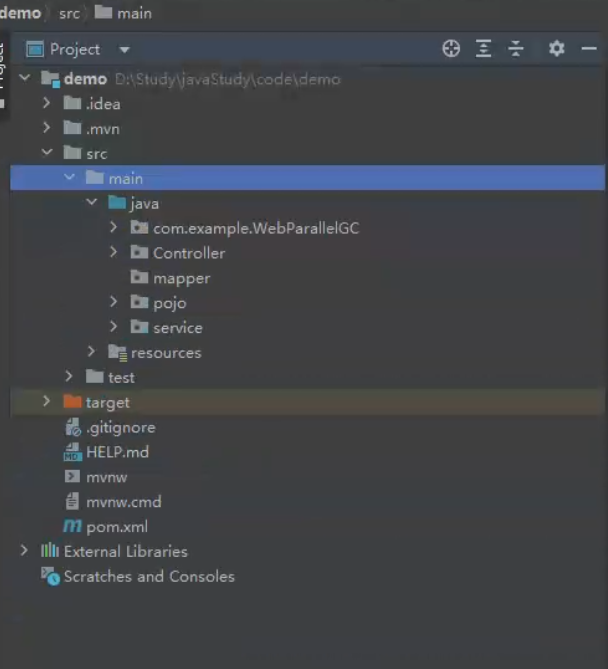 demo src main
Project
Project
demo D:\Study\javaStudy\code\demo
.idea
.mvn
src
main
java
com.example.WebParallelGC
Controller
mapper
pojo
service
resources
test
target
.gitignore
HELP.md
mvnw
mvnw.cmd
pom.xml
External Libraries
Scratches and Consoles